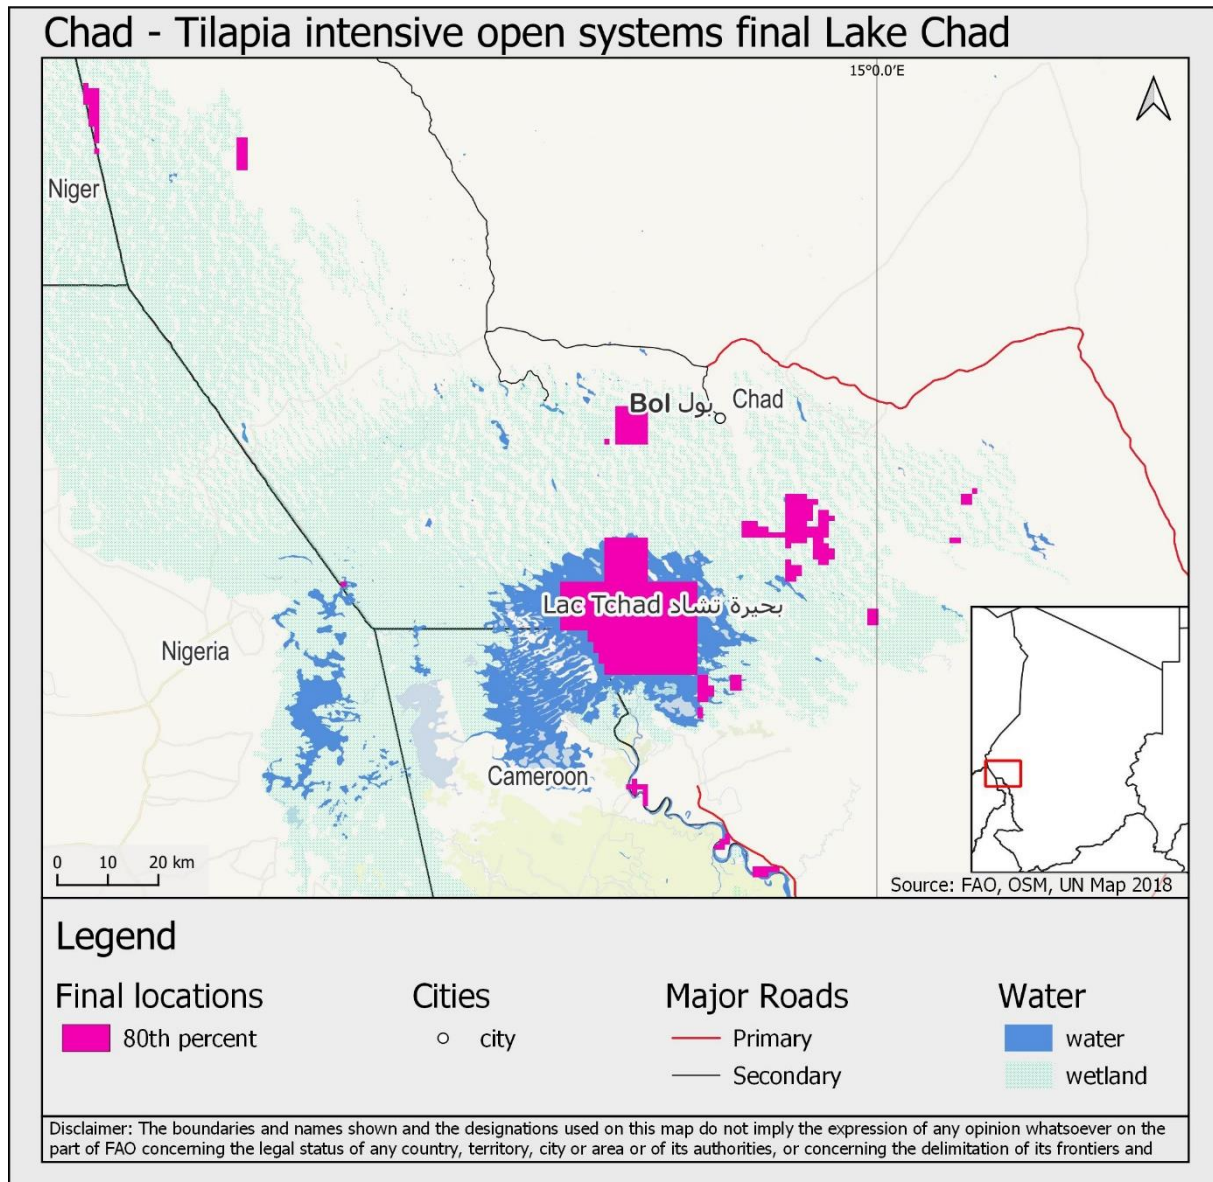 Chad - Tilapia intensive open systems final Lake Chad
15°0.0′E
Niger
Bol بول
Chad
Lac Tchad بحيرة تشاد
Nigeria
Cameroon
0 10 20 km
Source: FAO, OSM, UN Map 2018
Legend
Final locations
80th percent
Cities
city
Major Roads
Primary
Secondary
Water
water
wetland
Disclaimer: The boundaries and names shown and the designations used on this map do not imply the expression of any opinion whatsoever on the
part of FAO concerning the legal status of any country, territory, city or area or of its authorities, or concerning the delimitation of its frontiers and